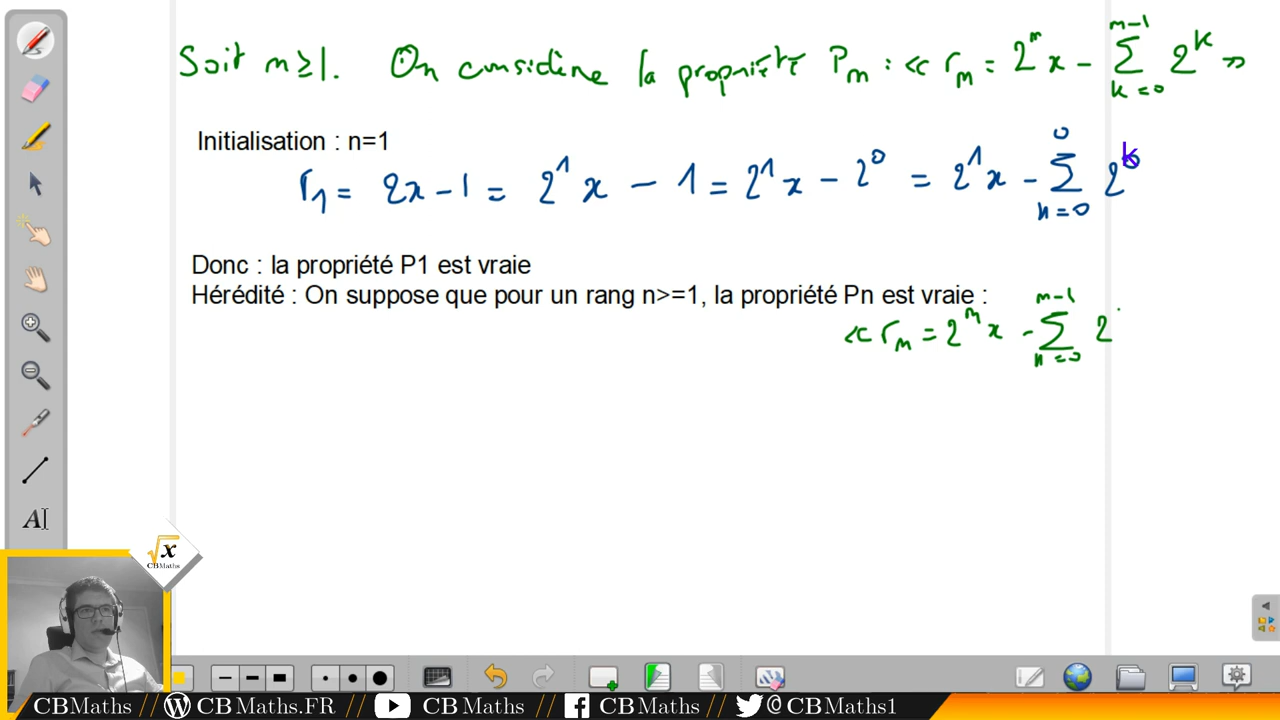 Soit n≥1. On considère la propriété Pn : « rn = 2^n x - ∑_{k=0}^{n-1} 2^k »
Initialisation : n=1
r1 = 2x-1 = 2^1 x - 1 = 2^1 x - 2^0 = 2^1 x - ∑_{k=0}^{0} 2^k
Donc : la propriété P1 est vraie
Hérédité : On suppose que pour un rang n>=1, la propriété Pn est vraie :
« rn = 2^n x - ∑_{k=0}^{n-1} 2
AI
√x
CBMaths
CBMaths // CBMaths.FR // CBMaths // CBMaths // @CBMaths1